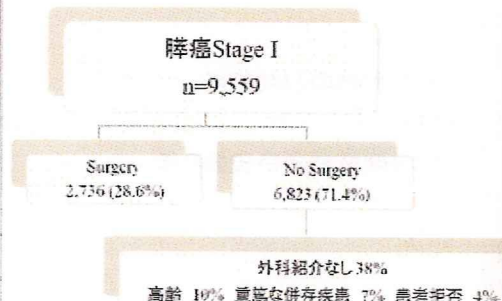 膵癌Stage I
n=9,559
Surgery
2,736 (28.6%)
No Surgery
6,823 (71.4%)
外科紹介なし 38%
高齢 10% 重篤な併存疾患 7% 患者拒否 4%